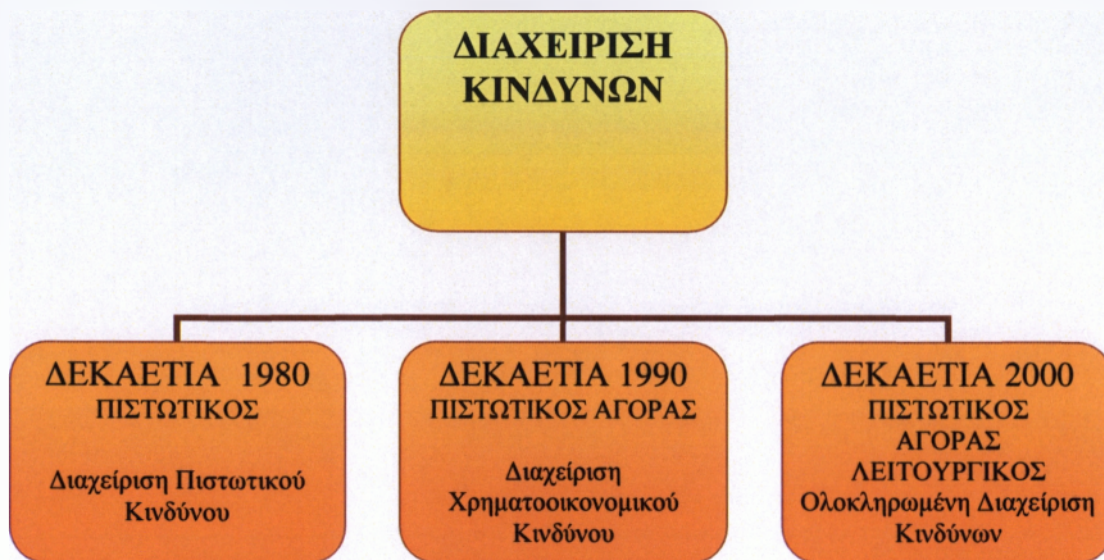 ΔΙΑΧΕΙΡΙΣΗ
ΚΙΝΔΥΝΩΝ
ΔΕΚΑΕΤΙΑ 1980
ΠΙΣΤΩΤΙΚΟΣ
Διαχείριση Πιστωτικού
Κινδύνου
ΔΕΚΑΕΤΙΑ 1990
ΠΙΣΤΩΤΙΚΟΣ ΑΓΟΡΑΣ
Διαχείριση
Χρηματοοικονομικού
Κινδύνου
ΔΕΚΑΕΤΙΑ 2000
ΠΙΣΤΩΤΙΚΟΣ
ΑΓΟΡΑΣ
ΛΕΙΤΟΥΡΓΙΚΟΣ
Ολοκληρωμένη Διαχείριση
Κινδύνων